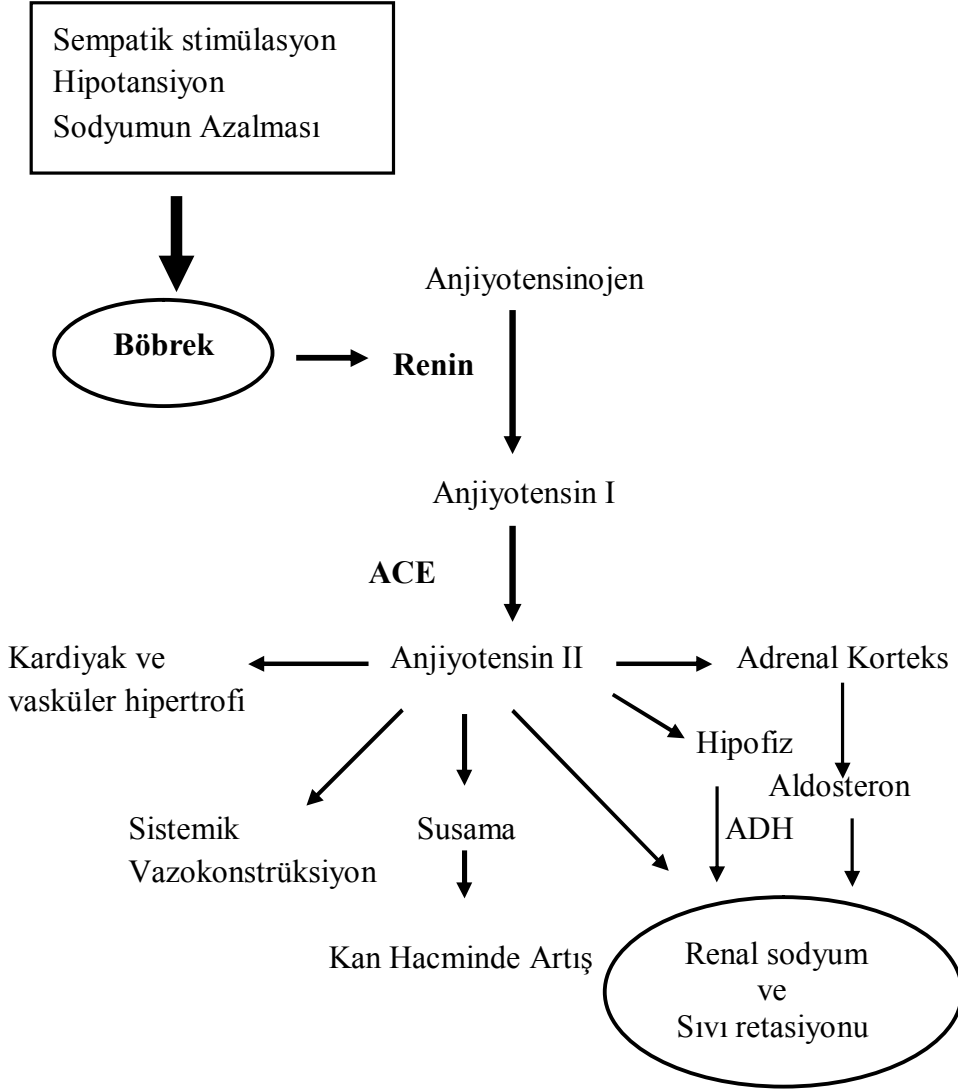 Sempatik stimülasyon
Hipotansiyon
Sodyumun Azalması
Anjiyotensinojen
Böbrek
Renin
Anjiyotensin I
ACE
Kardiyak ve
vasküler hipertrofi
Anjiyotensin II
Adrenal Korteks
Hipofiz
Aldosteron
Sistemik
Vazokonstrüksiyon
Susama
ADH
Kan Hacminde Artış
Renal sodyum
ve
Sıvı retasiyonu